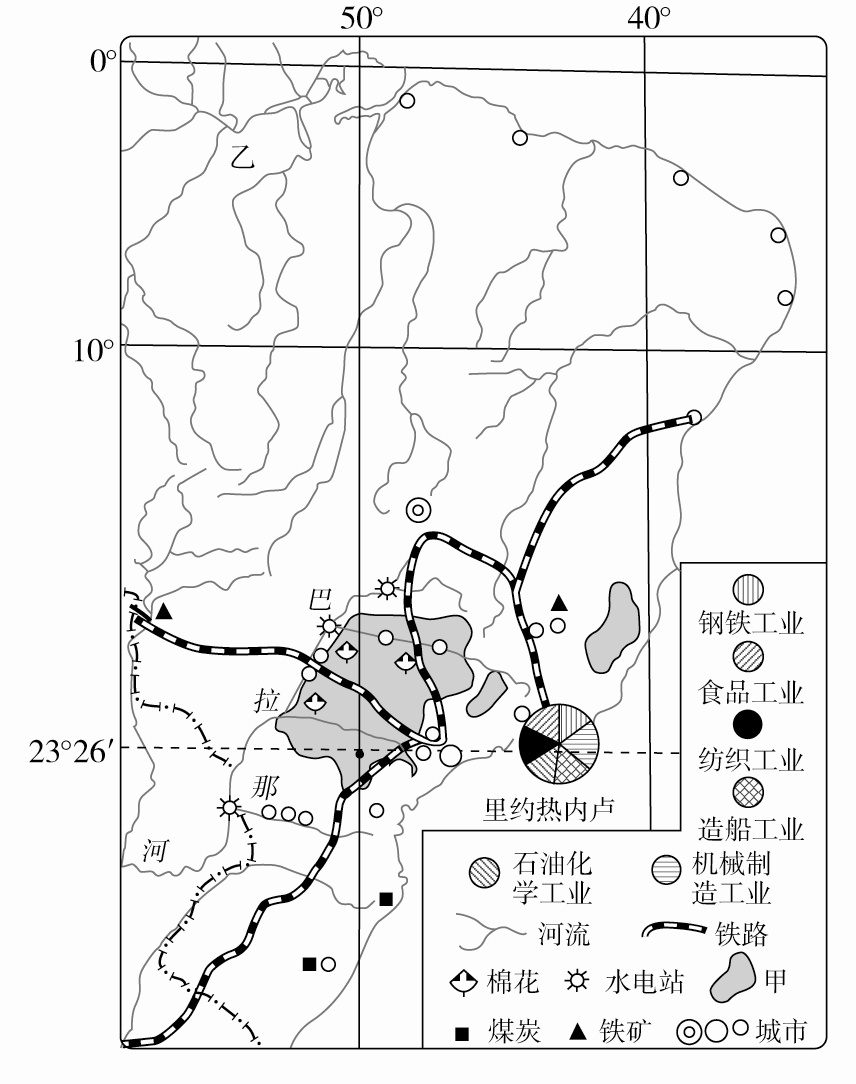 50°
40°
0°
乙
10°
巴
拉
23°26′
那
河
里约热内卢
钢铁工业
食品工业
纺织工业
造船工业
石油化
学工业
机械制
造工业
河流
铁路
棉花
水电站
甲
煤炭
铁矿
城市